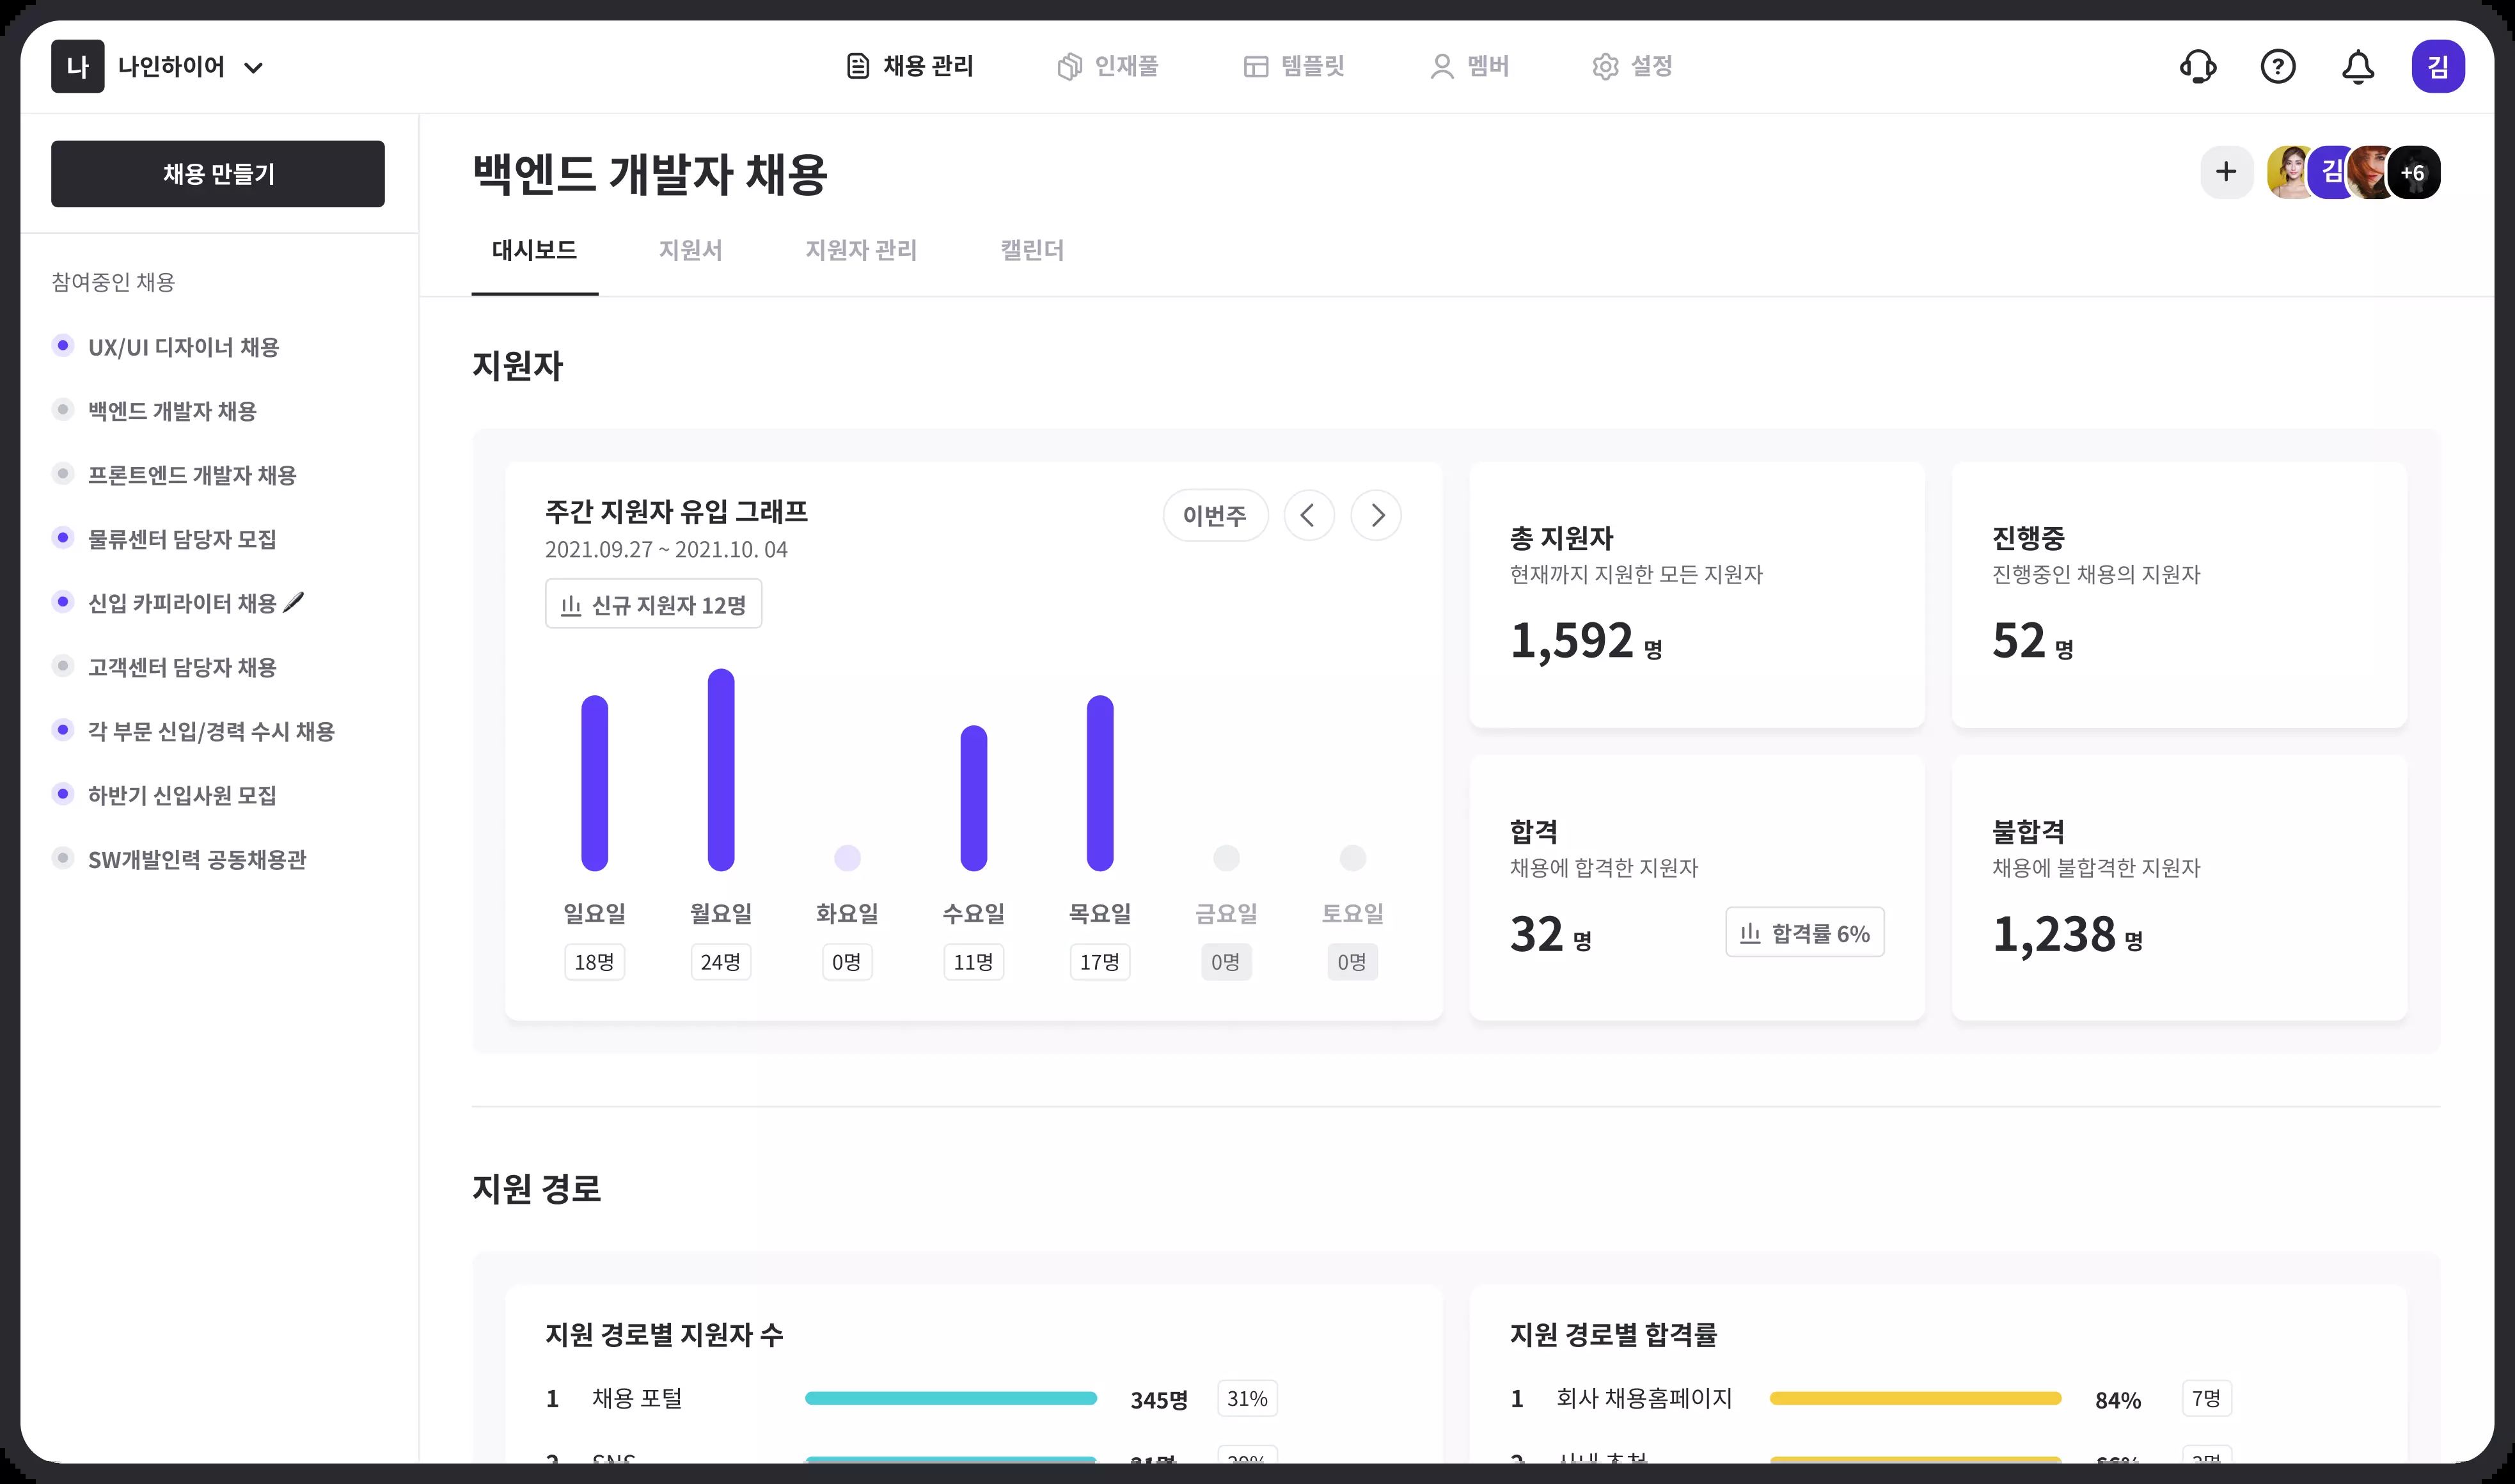 나 나인하이어
채용 관리 인재풀 템플릿 멤버 설정
? 김
채용 만들기
참여중인 채용
UX/UI 디자이너 채용
백엔드 개발자 채용
프론트엔드 개발자 채용
물류센터 담당자 모집
신입 카피라이터 채용
고객센터 담당자 채용
각 부문 신입/경력 수시 채용
하반기 신입사원 모집
SW개발인력 공동채용관
백엔드 개발자 채용
+ 김 +6
대시보드 지원서 지원자 관리 캘린더
지원자
주간 지원자 유입 그래프
2021.09.27 ~ 2021.10. 04
이번주
신규 지원자 12명
일요일 월요일 화요일 수요일 목요일 금요일 토요일
18명 24명 0명 11명 17명 0명 0명
총 지원자
현재까지 지원한 모든 지원자
1,592 명
진행중
진행중인 채용의 지원자
52 명
합격
채용에 합격한 지원자
32 명
합격률 6%
불합격
채용에 불합격한 지원자
1,238 명
지원 경로
지원 경로별 지원자 수
1 채용 포털 345명 31%
2 SNS
지원 경로별 합격률
1 회사 채용홈페이지 84% 7명
2 사내 추천